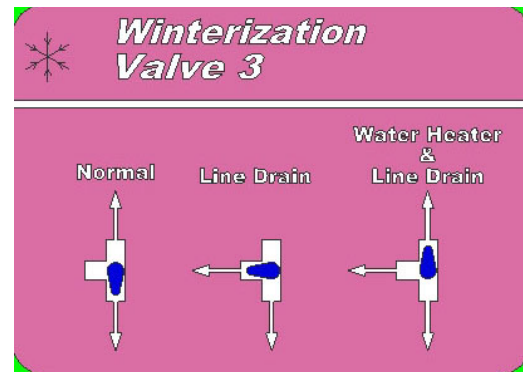 Winterization
Valve 3
Normal
Line Drain
Water Heater
&
Line Drain